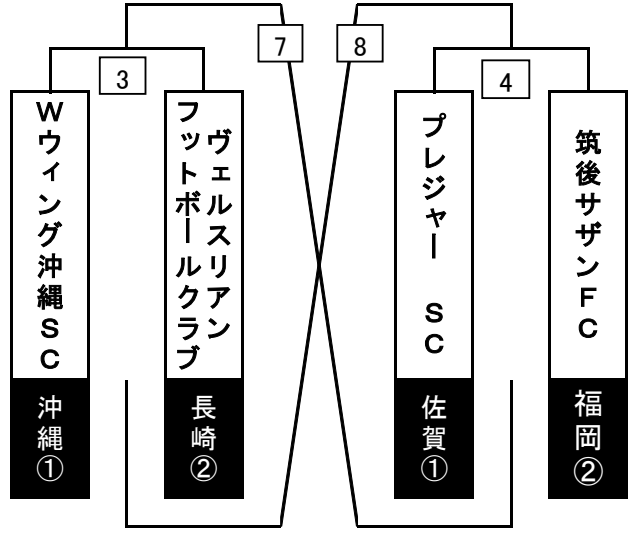 7
8
3
4
Wウィング沖縄SC
ヴェルスリアン
フットボールクラブ
プレジャー SC
筑後サザンFC
沖縄①
長崎②
佐賀①
福岡②